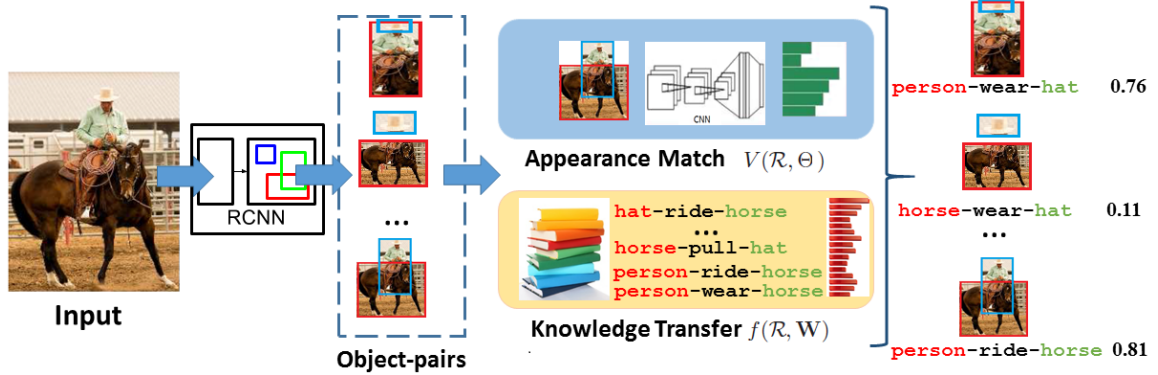 Input
RCNN
...
Object-pairs
CNN
Appearance Match V(R, Θ)
hat-ride-horse
...
horse-pull-hat
person-ride-horse
person-wear-horse
Knowledge Transfer f(R, W)
.
person-wear-hat 0.76
horse-wear-hat 0.11
...
person-ride-horse 0.81